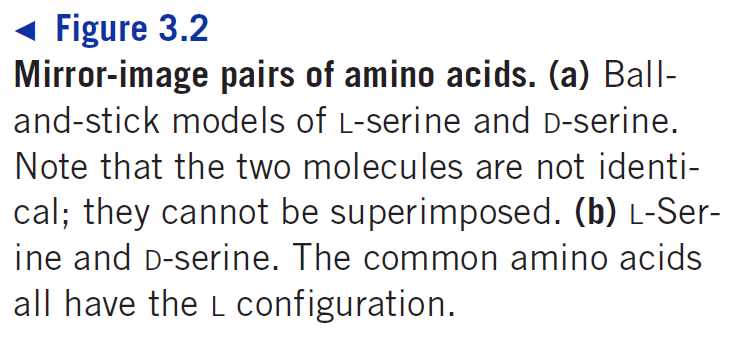 ◄ Figure 3.2
Mirror-image pairs of amino acids. (a) Ball-
and-stick models of L-serine and D-serine.
Note that the two molecules are not identi-
cal; they cannot be superimposed. (b) L-Ser-
ine and D-serine. The common amino acids
all have the L configuration.